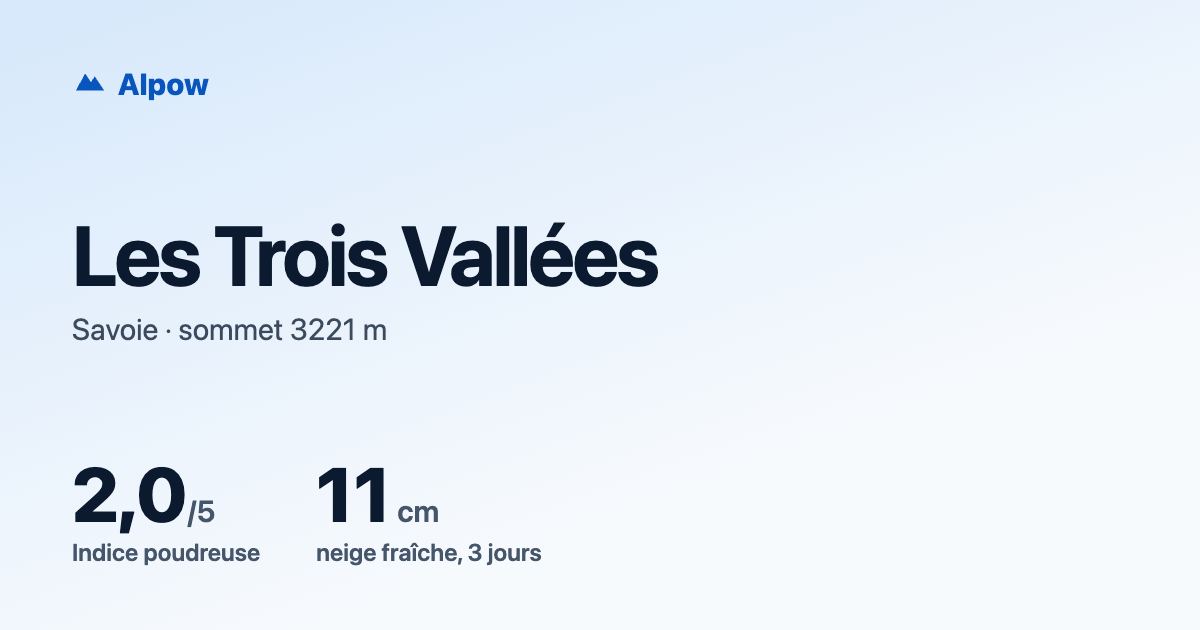 Alpow
Les Trois Vallées
Savoie · sommet 3221 m
2,0/5
Indice poudreuse
11 cm
neige fraîche, 3 jours